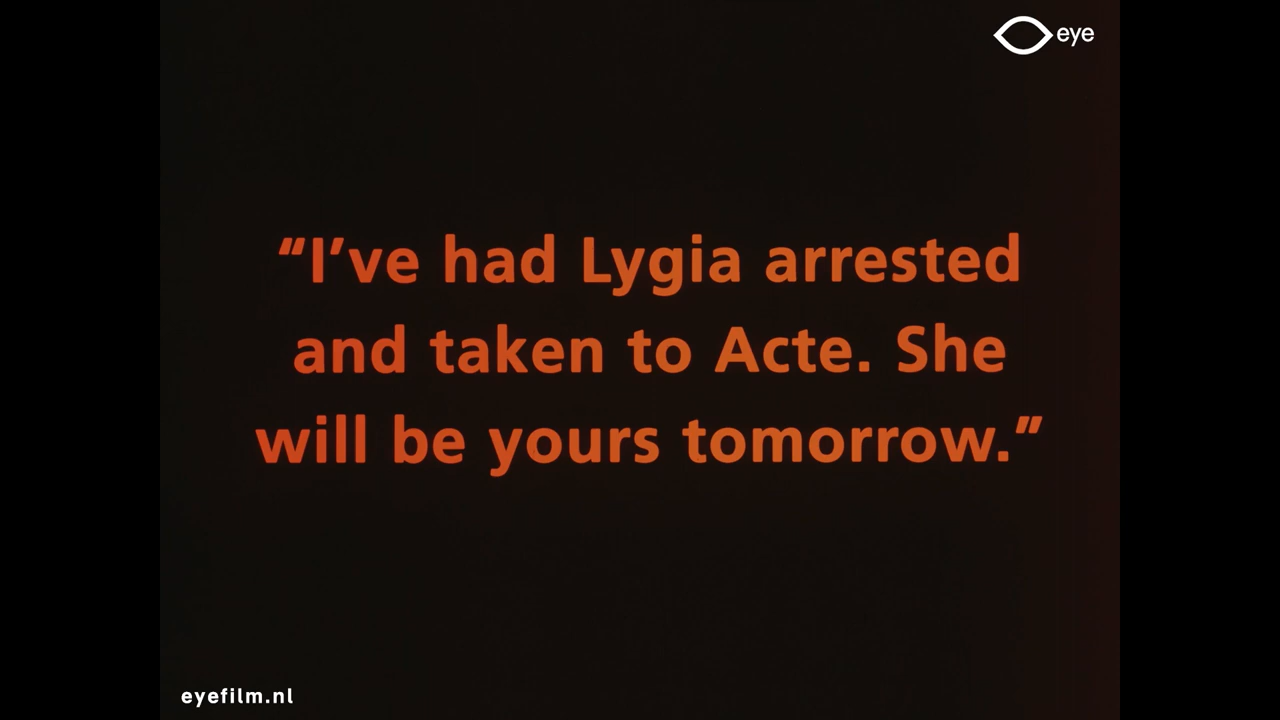 eye
“I’ve had Lygia arrested
and taken to Acte. She
will be yours tomorrow.”
eyefilm.nl